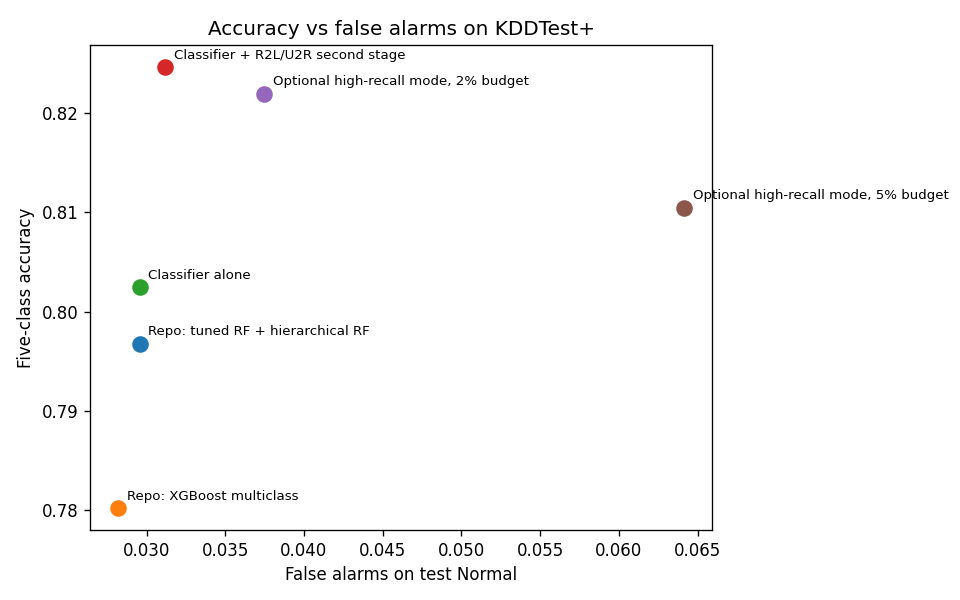 Accuracy vs false alarms on KDDTest+
Classifier + R2L/U2R second stage
Optional high-recall mode, 2% budget
Optional high-recall mode, 5% budget
Classifier alone
Repo: tuned RF + hierarchical RF
Repo: XGBoost multiclass
Five-class accuracy
0.82
0.81
0.80
0.79
0.78
0.030 0.035 0.040 0.045 0.050 0.055 0.060 0.065
False alarms on test Normal